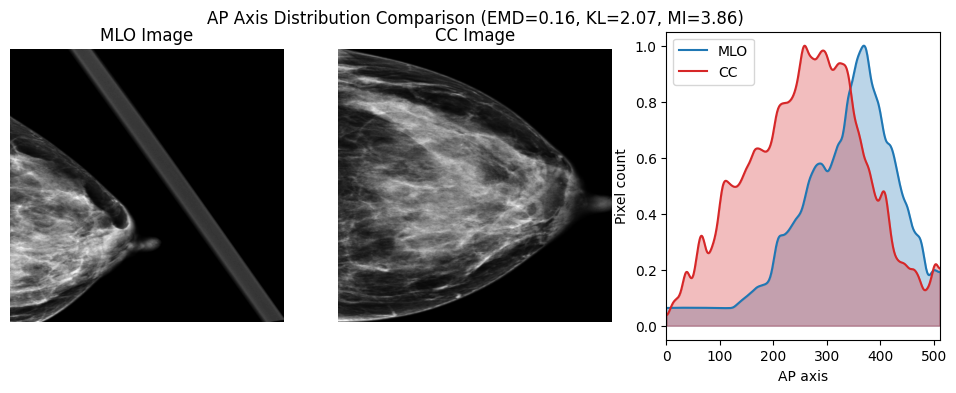 AP Axis Distribution Comparison (EMD=0.16, KL=2.07, MI=3.86)
MLO Image
CC Image
MLO
CC
Pixel count
1.0
0.8
0.6
0.4
0.2
0.0
0 100 200 300 400 500
AP axis